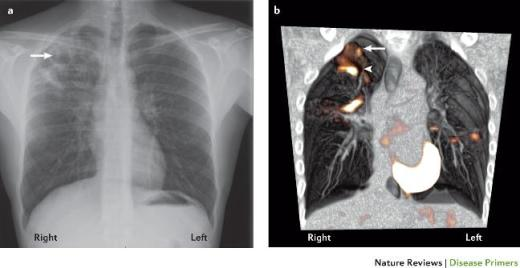 a
b
Right Left Right Left
Nature Reviews | Disease Primers